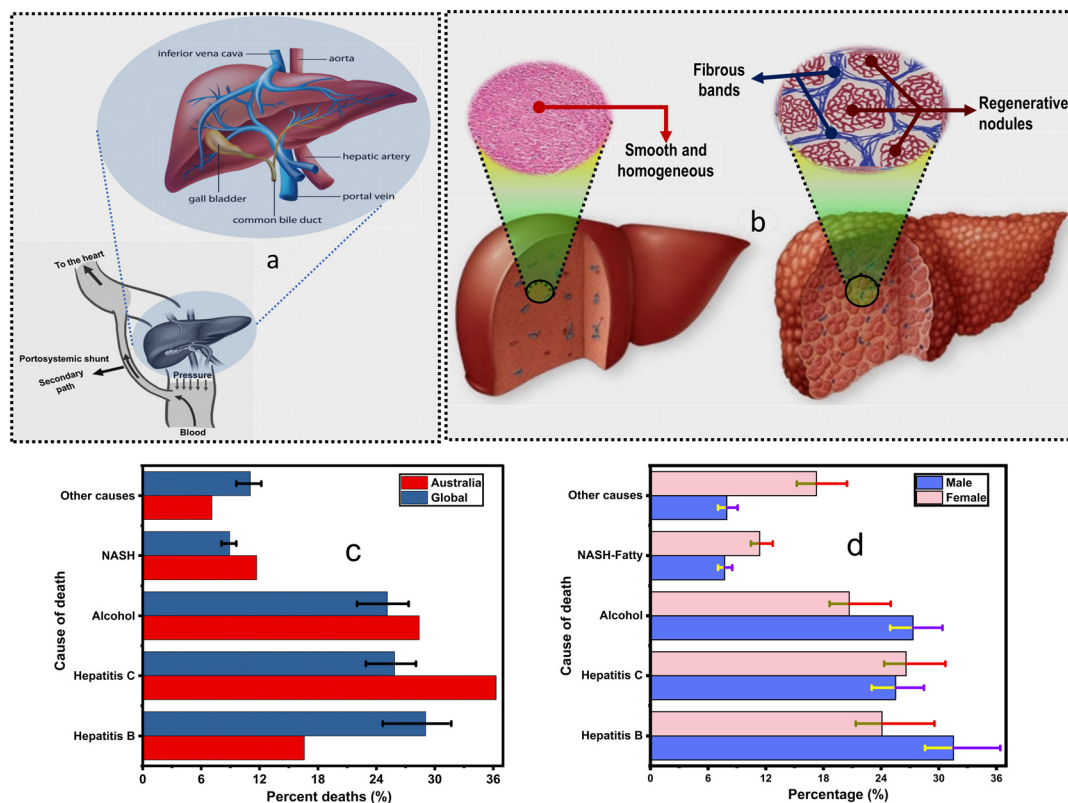 inferior vena cava
aorta
hepatic artery
gall bladder
portal vein
common bile duct
a
To the heart
Portosystemic shunt
Secondary
path
Pressure
Blood
Fibrous
bands
Regenerative
nodules
Smooth and
homogeneous
b
Other causes
NASH
Alcohol
Hepatitis C
Hepatitis B
Cause of death
Australia
Global
c
0 6 12 18 24 30 36
Percent deaths (%)
Other causes
NASH-Fatty
Alcohol
Hepatitis C
Hepatitis B
Cause of death
Male
Female
d
0 6 12 18 24 30 36
Percentage (%)